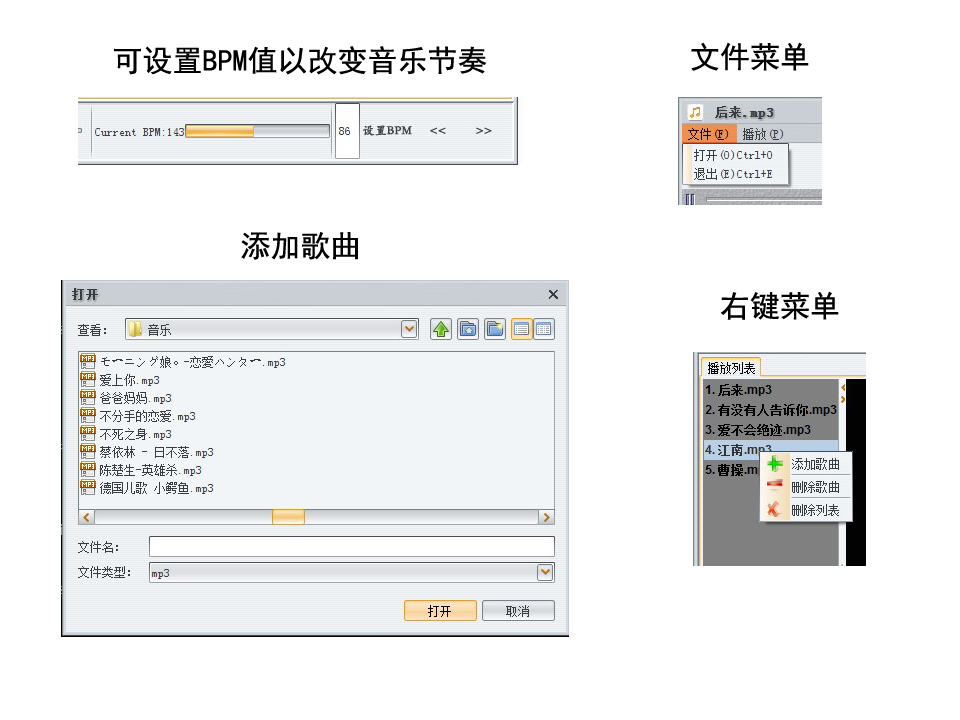 可设置BPM值以改变音乐节奏
Current BPM:143
86
设置BPM
<<
>>
文件菜单
后来.mp3
文件(F) 播放(P)
打开(O)Ctrl+O
退出(E)Ctrl+E
添加歌曲
打开
查看：
音乐
モーニング娘。-恋愛ハンター.mp3
爱上你.mp3
爸爸妈妈.mp3
不分手的恋爱.mp3
不死之身.mp3
蔡依林 - 日不落.mp3
陈楚生-英雄杀.mp3
德国儿歌 小鳄鱼.mp3
文件名：
文件类型：
mp3
打开
取消
右键菜单
播放列表
1. 后来.mp3
2. 有没有人告诉你.mp3
3. 爱不会绝迹.mp3
4. 江南.mp3
5. 曹操.m
添加歌曲
删除歌曲
删除列表